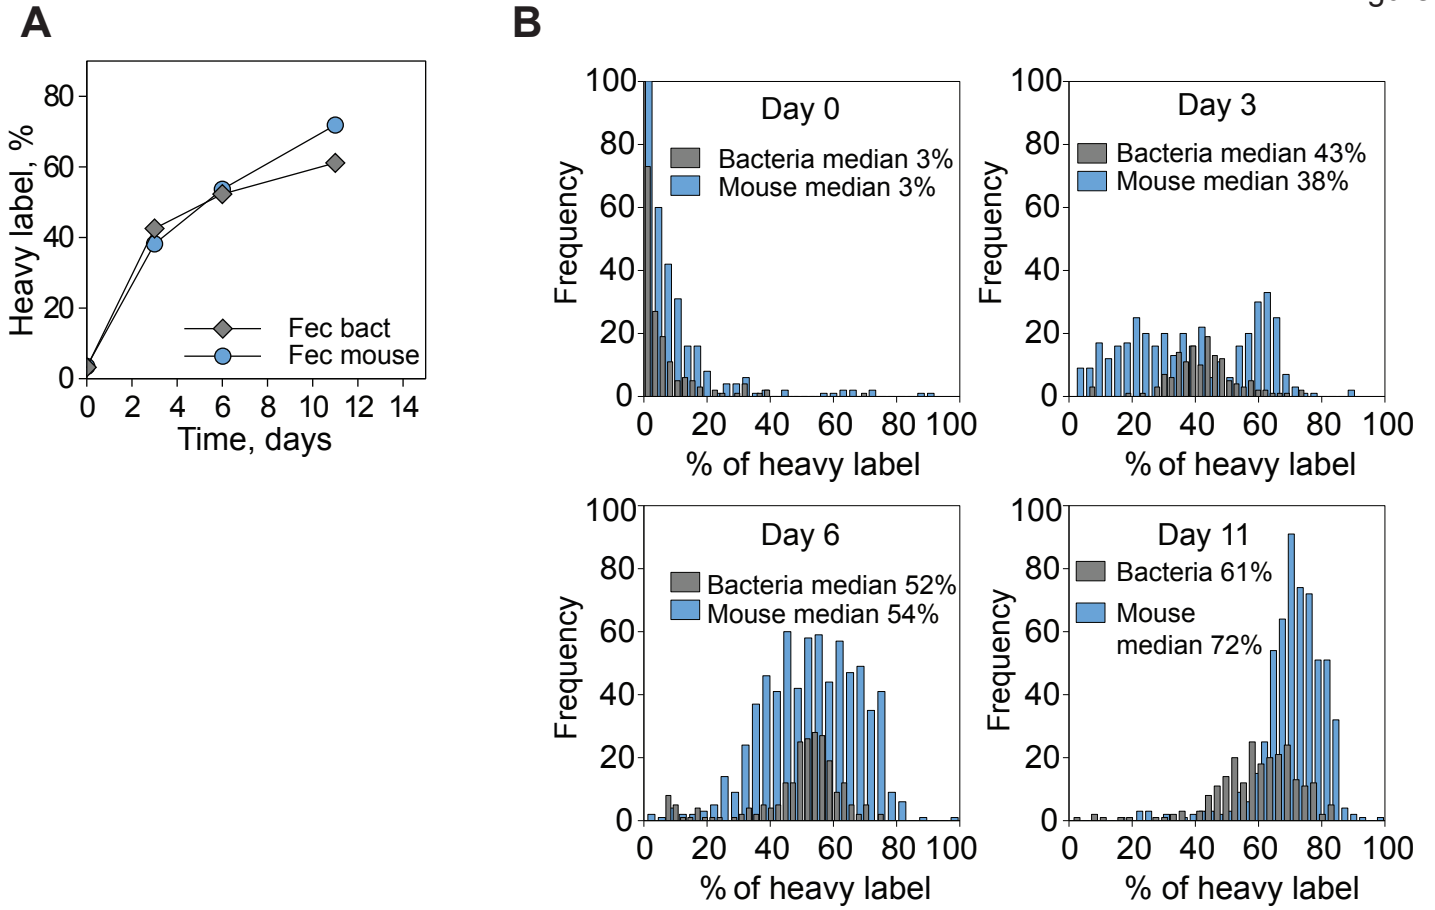 A
B
80
60
40
20
0
Heavy label, %
Fec bact
Fec mouse
0 2 4 6 8 10 12 14
Time, days
100
80
60
40
20
0
Frequency
Day 0
Bacteria median 3%
Mouse median 3%
0 20 40 60 80 100
% of heavy label
100
80
60
40
20
0
Frequency
Day 3
Bacteria median 43%
Mouse median 38%
0 20 40 60 80 100
% of heavy label
100
80
60
40
20
0
Frequency
Day 6
Bacteria median 52%
Mouse median 54%
0 20 40 60 80 100
% of heavy label
100
80
60
40
20
0
Frequency
Day 11
Bacteria 61%
Mouse
median 72%
0 20 40 60 80 100
% of heavy label